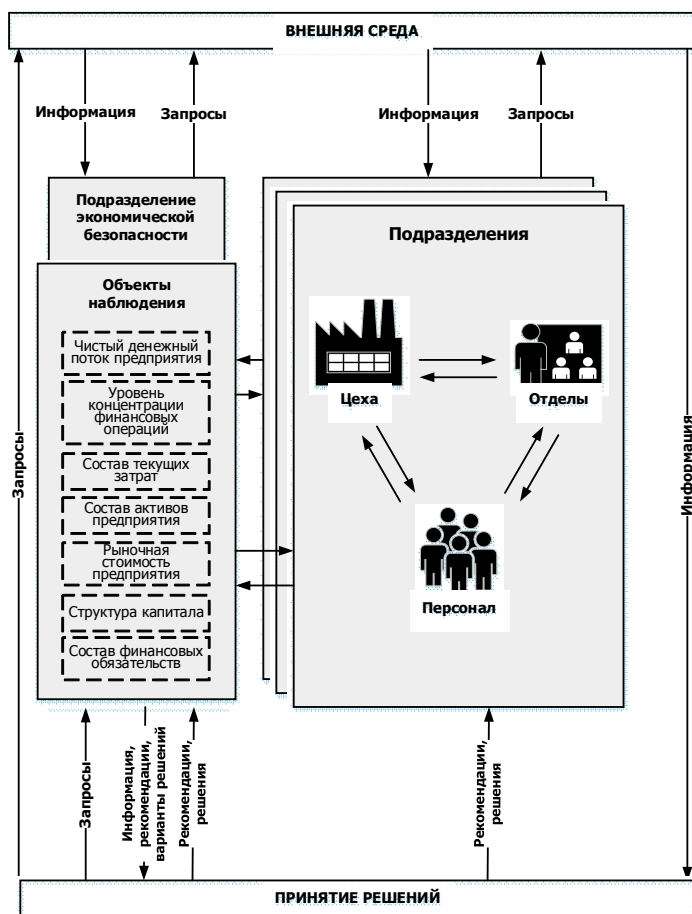 ВНЕШНЯЯ СРЕДА
Информация
Запросы
Информация
Запросы
Подразделение
экономической
безопасности
Объекты
наблюдения
Чистый денежный
поток предприятия
Уровень
концентрации
финансовых
операций
Состав текущих
затрат
Состав активов
предприятия
Рыночная
стоимость
предприятия
Структура капитала
Состав финансовых
обязательств
Подразделения
Цеха
Отделы
Персонал
Запросы
Информация
Запросы
Информация,
рекомендации,
варианты решений
Рекомендации,
решения
Рекомендации,
решения
ПРИНЯТИЕ РЕШЕНИЙ